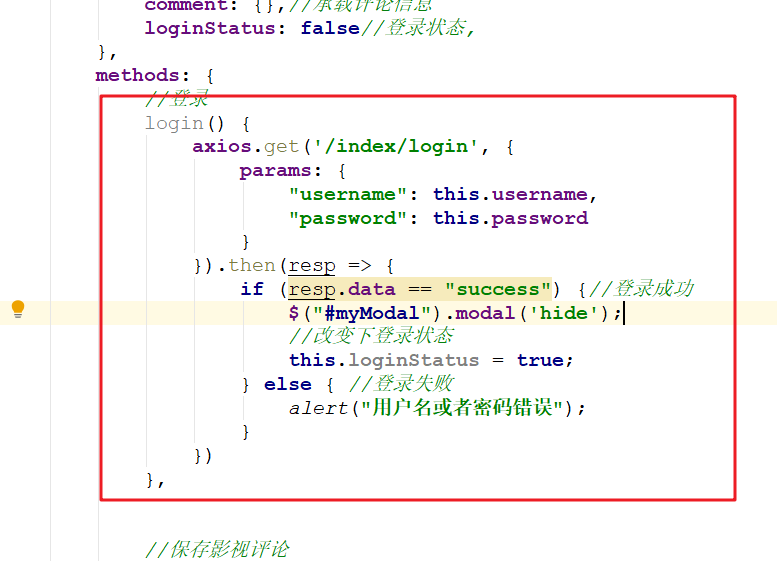 comment: {},//承载评论信息
loginStatus: false//登录状态,
},
methods: {
//登录
login() {
axios.get('/index/login', {
params: {
"username": this.username,
"password": this.password
}
}).then(resp => {
if (resp.data == "success") {//登录成功
$("#myModal").modal('hide');
//改变下登录状态
this.loginStatus = true;
} else { //登录失败
alert("用户名或者密码错误");
}
})
},
//保存影视评论